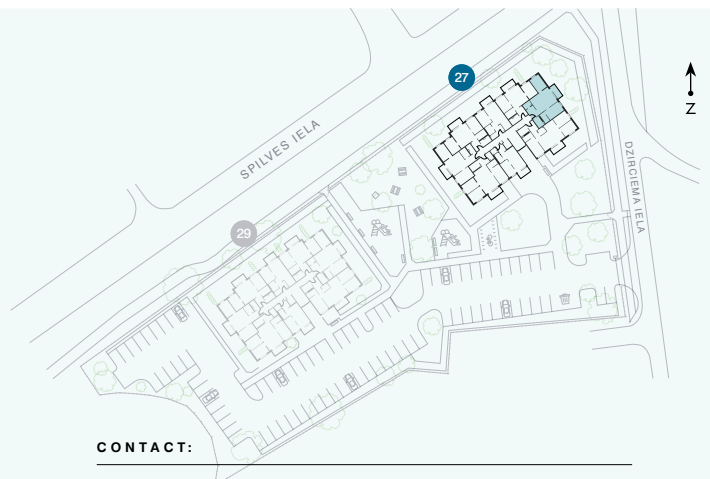 27
Z
SPILVES IELA
DZIRCIEMA IELA
29
CONTACT: